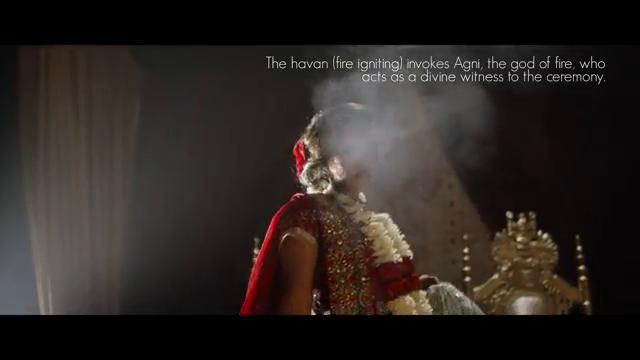 The havan (fire igniting) invokes Agni, the god of fire, who
acts as a divine witness to the ceremony.